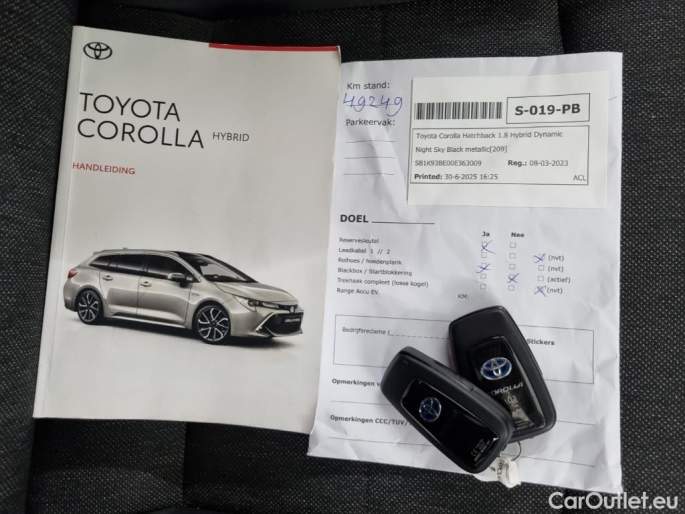 TOYOTA
COROLLA HYBRID
HANDLEIDING
Km stand:
49249
Parkeervak:
S-019-PB
Toyota Corolla Hatchback 1.8 Hybrid Dynamic
Night Sky Black metallic[209]
SB1K93BE00E363009 Reg.: 08-03-2023
Printed: 30-6-2025 16:25 ACL
DOEL
Ja Nee
Reservesleutel
Laadkabel 1 // 2 (nvt)
Rolhoes / hoedenplank (nvt)
Blackbox / Startblokkering (actief)
Trekhaak compleet (losse kogel) (nvt)
Range Accu EV. KM:
Bedrijfsreclame ( Stickers
Opmerkingen
Opmerkingen CCC/TUV/
COROLLA
CarOutlet.eu